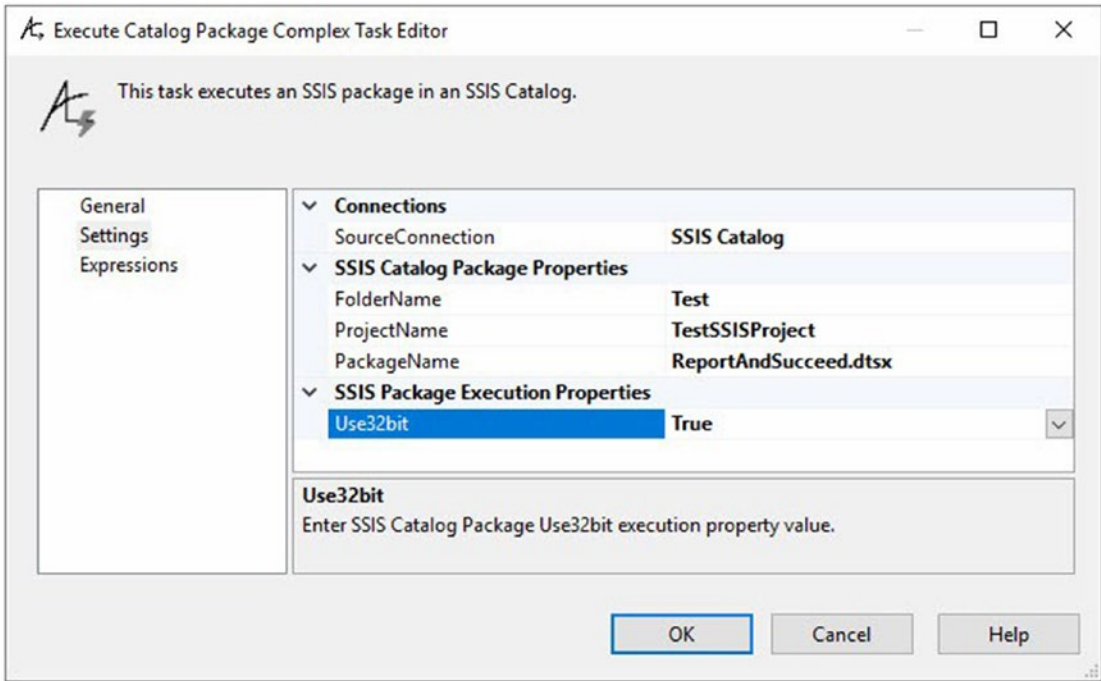 Execute Catalog Package Complex Task Editor
This task executes an SSIS package in an SSIS Catalog.
General
Settings
Expressions
Connections
SourceConnection SSIS Catalog
SSIS Catalog Package Properties
FolderName Test
ProjectName TestSSISProject
PackageName ReportAndSucceed.dtsx
SSIS Package Execution Properties
Use32bit True
Use32bit
Enter SSIS Catalog Package Use32bit execution property value.
OK Cancel Help